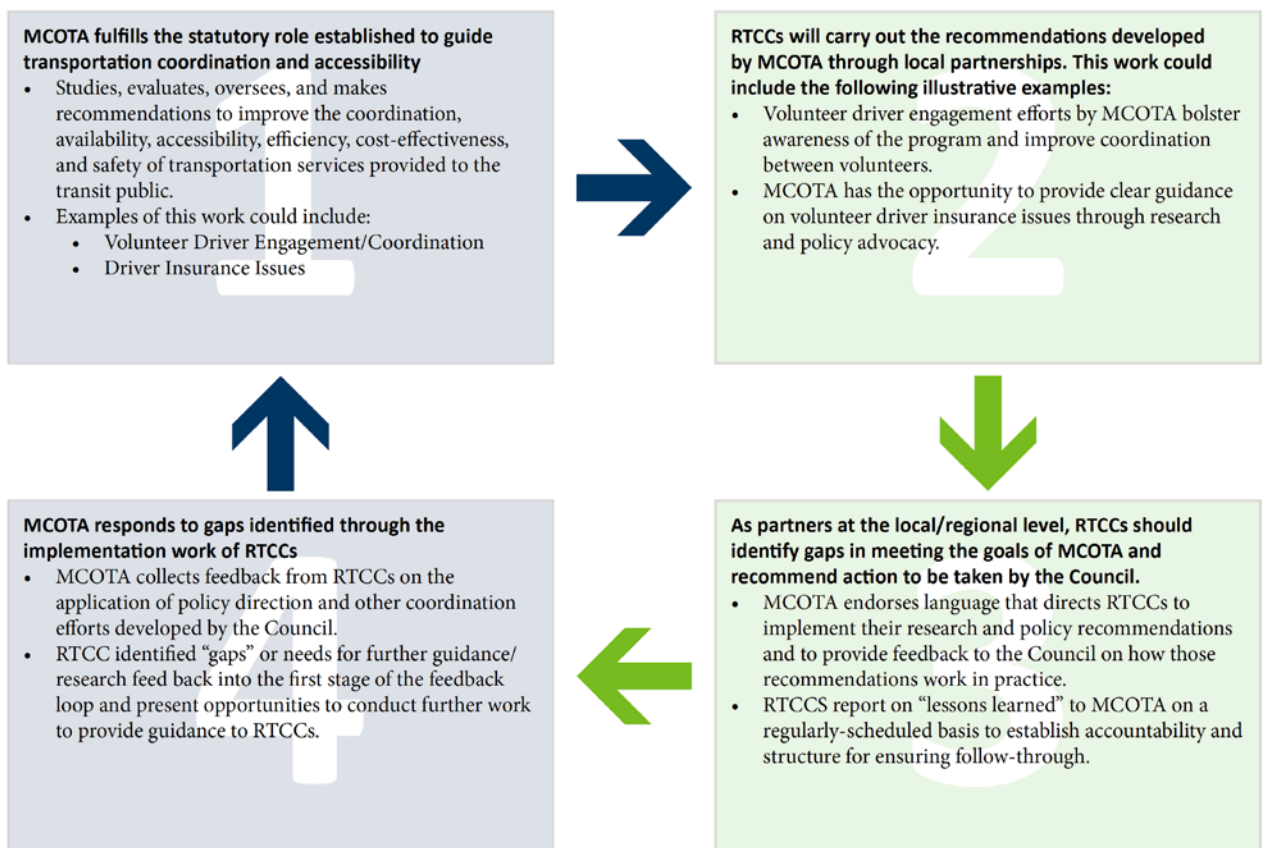 MCOTA fulfills the statutory role established to guide
transportation coordination and accessibility
• Studies, evaluates, oversees, and makes
recommendations to improve the coordination,
availability, accessibility, efficiency, cost-effectiveness,
and safety of transportation services provided to the
transit public.
• Examples of this work could include:
• Volunteer Driver Engagement/Coordination
• Driver Insurance Issues
1
RTCCs will carry out the recommendations developed
by MCOTA through local partnerships. This work could
include the following illustrative examples:
• Volunteer driver engagement efforts by MCOTA bolster
awareness of the program and improve coordination
between volunteers.
• MCOTA has the opportunity to provide clear guidance
on volunteer driver insurance issues through research
and policy advocacy.
2
As partners at the local/regional level, RTCCs should
identify gaps in meeting the goals of MCOTA and
recommend action to be taken by the Council.
• MCOTA endorses language that directs RTCCs to
implement their research and policy recommendations
and to provide feedback to the Council on how those
recommendations work in practice.
• RTCCS report on “lessons learned” to MCOTA on a
regularly-scheduled basis to establish accountability and
structure for ensuring follow-through.
3
MCOTA responds to gaps identified through the
implementation work of RTCCs
• MCOTA collects feedback from RTCCs on the
application of policy direction and other coordination
efforts developed by the Council.
• RTCC identified “gaps” or needs for further guidance/
research feed back into the first stage of the feedback
loop and present opportunities to conduct further work
to provide guidance to RTCCs.
4